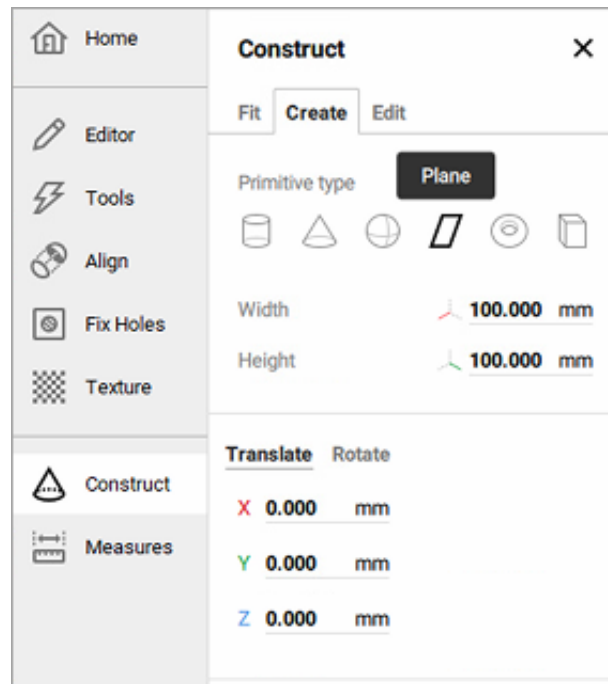 Home
Editor
Tools
Align
Fix Holes
Texture
Construct
Measures
Construct
Fit Create Edit
Primitive type
Plane
Width 100.000 mm
Height 100.000 mm
Translate Rotate
X 0.000 mm
Y 0.000 mm
Z 0.000 mm